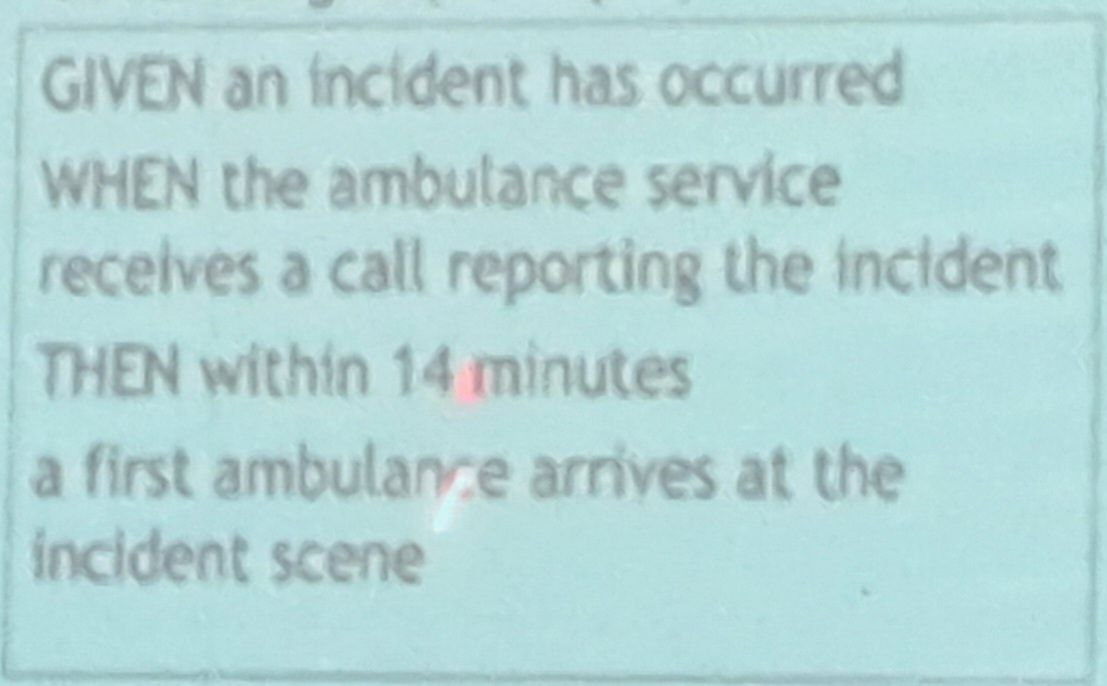 GIVEN an incident has occurred
WHEN the ambulance service
receives a call reporting the incident
THEN within 14 minutes
a first ambulance arrives at the
incident scene